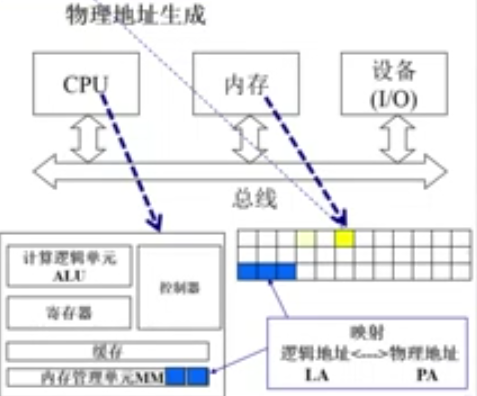 物理地址生成
CPU
内存
设备
(I/O)
总线
计算逻辑单元
ALU
控制器
寄存器
缓存
内存管理单元MM
映射
逻辑地址<--->物理地址
LA PA